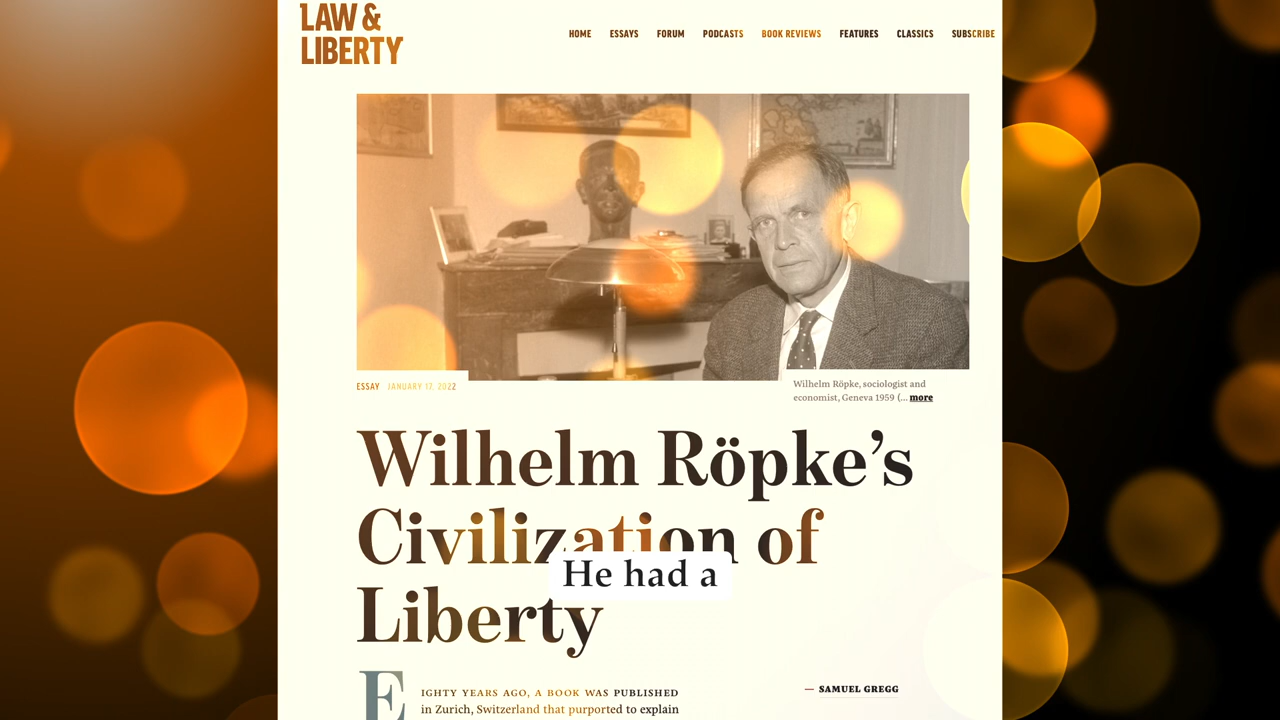 LAW &
LIBERTY
HOME ESSAYS FORUM PODCASTS BOOK REVIEWS FEATURES CLASSICS SUBSCRIBE
ESSAY JANUARY 17, 2022
Wilhelm Röpke, sociologist and
economist, Geneva 1959 (... more
Wilhelm Röpke’s
Civilization of
He had a
Liberty
EIGHTY YEARS AGO, A BOOK WAS PUBLISHED
in Zurich, Switzerland that purported to explain
— SAMUEL GREGG